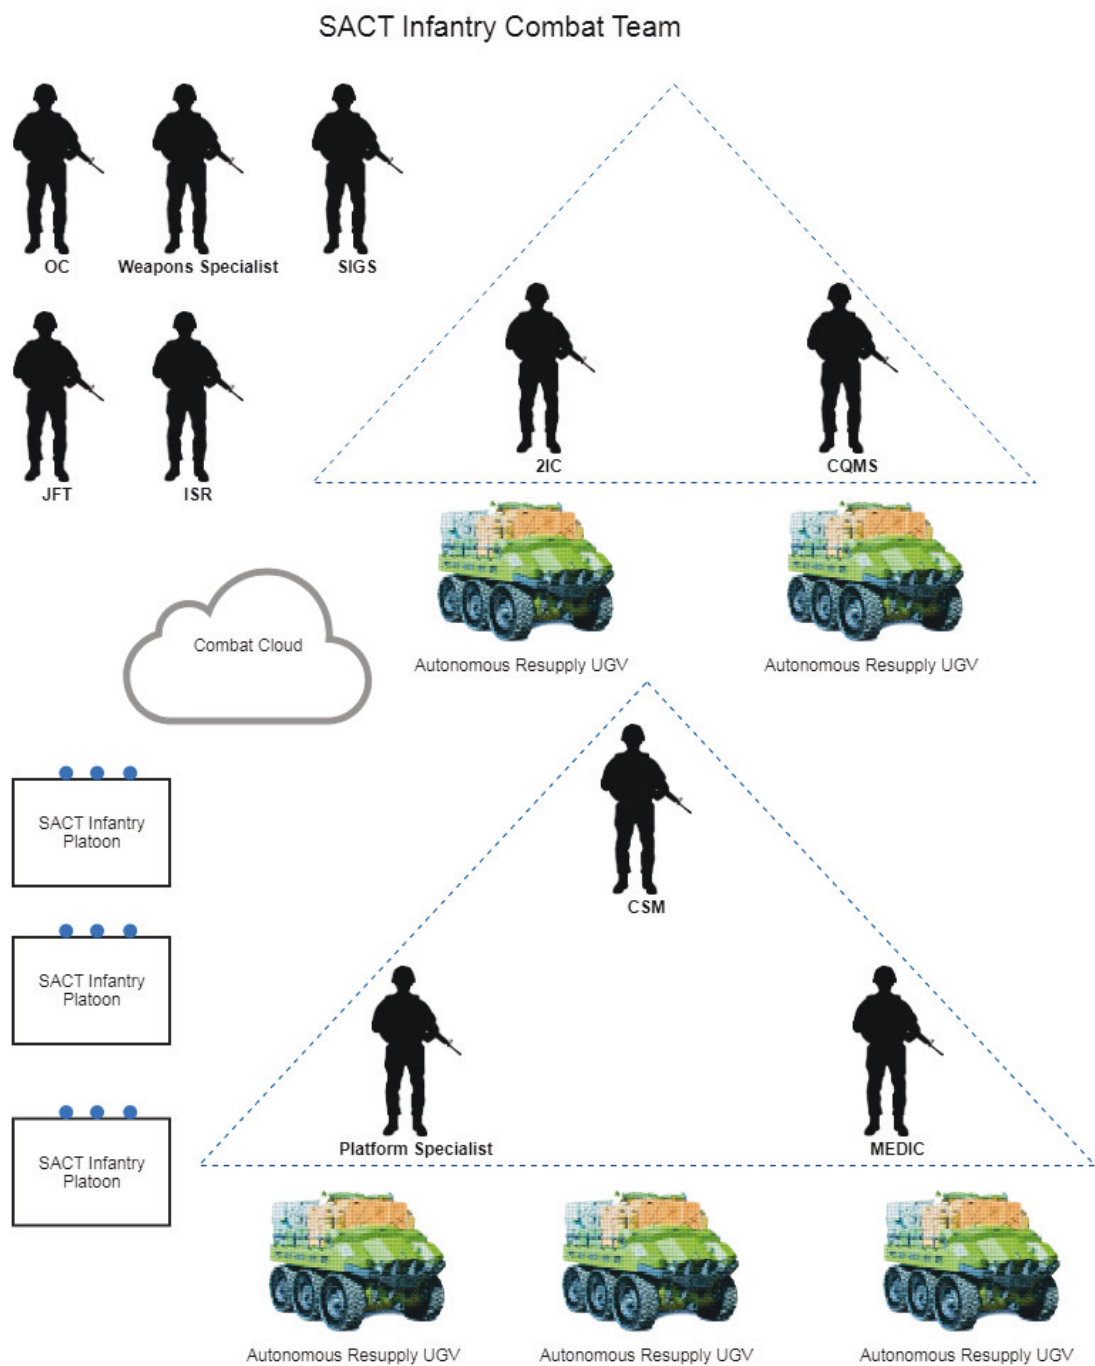 SACT Infantry Combat Team
OC
Weapons Specialist
SIGS
2IC
CQMS
JFT
ISR
Combat Cloud
Autonomous Resupply UGV
Autonomous Resupply UGV
SACT Infantry
Platoon
CSM
SACT Infantry
Platoon
Platform Specialist
MEDIC
SACT Infantry
Platoon
Autonomous Resupply UGV
Autonomous Resupply UGV
Autonomous Resupply UGV